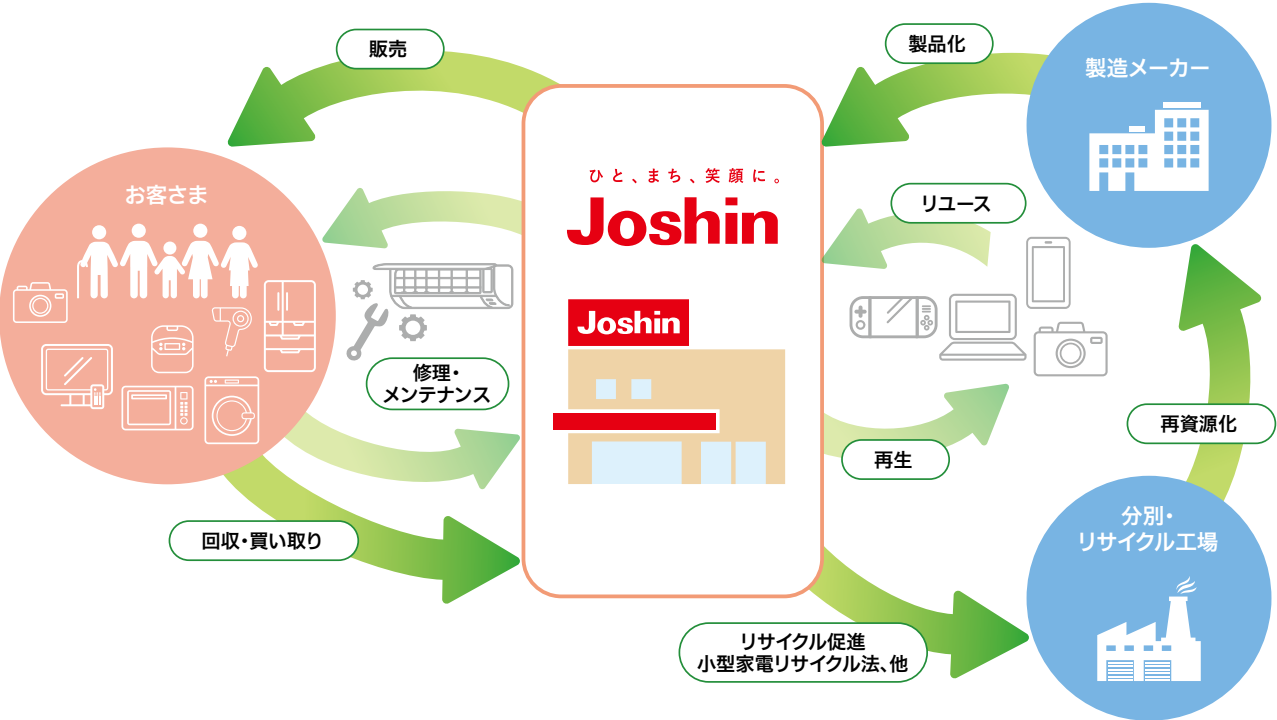 販売
製品化
製造メーカー
お客さま
ひと、まち、笑顔に。
Joshin
リユース
Joshin
修理・
メンテナンス
再資源化
再生
回収・買い取り
分別・
リサイクル工場
リサイクル促進
小型家電リサイクル法、他